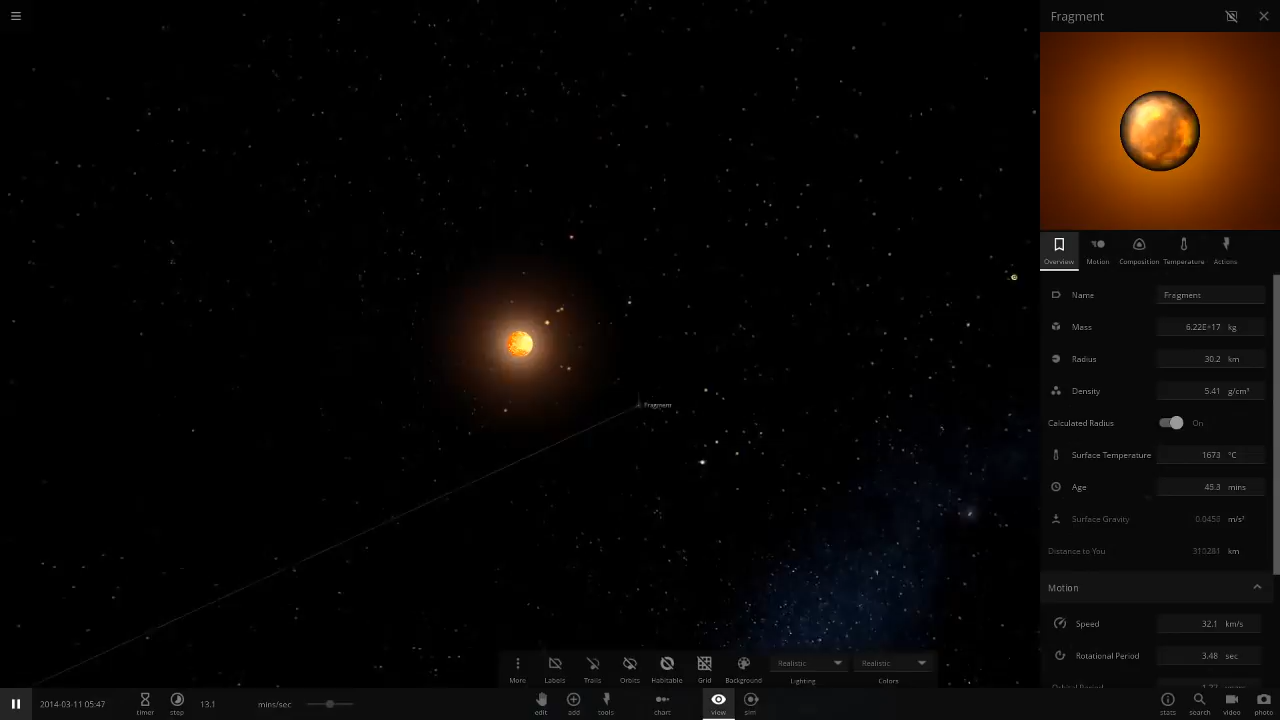 Fragment
Overview Motion Composition Temperature Actions
Name Fragment
Mass 6.22E+17 kg
Radius 30.2 km
Density 5.41 g/cm³
Calculated Radius On
Surface Temperature 1673 °C
Age 45.3 mins
Surface Gravity 0.0452 m/s²
Distance to You km
Motion
Speed 32.1 km/s
Rotational Period 3.48 sec
Fragment
More Labels Trails Orbits Habitable Grid Background
Realistic Realistic
Lighting Colors
2014-03-11 05:47 timer step 13.1 mins/sec edit add tools chart view sim stats search video photo